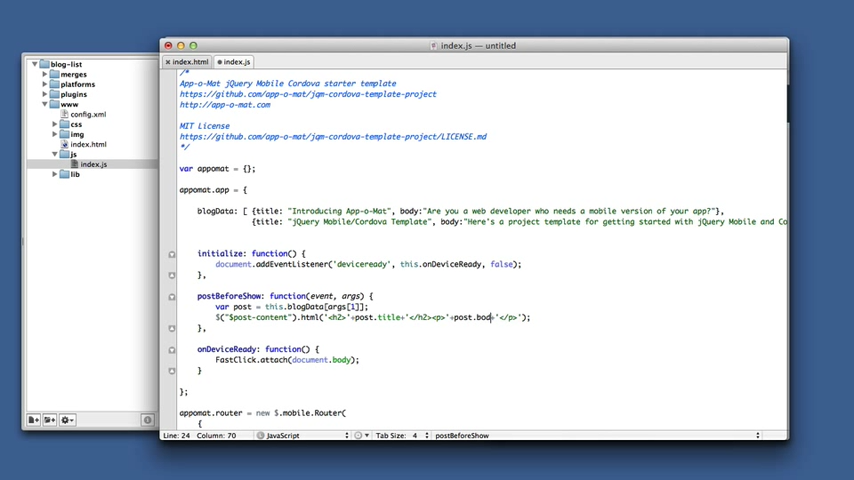 index.js — untitled
index.html
index.js
blog-list
merges
platforms
plugins
www
config.xml
css
img
index.html
js
index.js
lib
/*
App-o-Mat jQuery Mobile Cordova starter template
https://github.com/app-o-mat/jqm-cordova-template-project
http://app-o-mat.com
MIT License
https://github.com/app-o-mat/jqm-cordova-template-project/LICENSE.md
*/
var appomat = {};
appomat.app = {
blogData: [ {title: "Introducing App-o-Mat", body:"Are you a web developer who needs a mobile version of your app?"},
{title: "jQuery Mobile/Cordova Template", body:"Here's a project template for getting started with jQuery Mobile and Co
initialize: function() {
document.addEventListener('deviceready', this.onDeviceReady, false);
},
postBeforeShow: function(event, args) {
var post = this.blogData[args[1]];
$("$post-content").html('<h2>'+post.title+'</h2><p>'+post.bod+'</p>');
},
onDeviceReady: function() {
FastClick.attach(document.body);
}
};
appomat.router = new $.mobile.Router(
{
Line: 24 Column: 70
JavaScript
Tab Size: 4
postBeforeShow